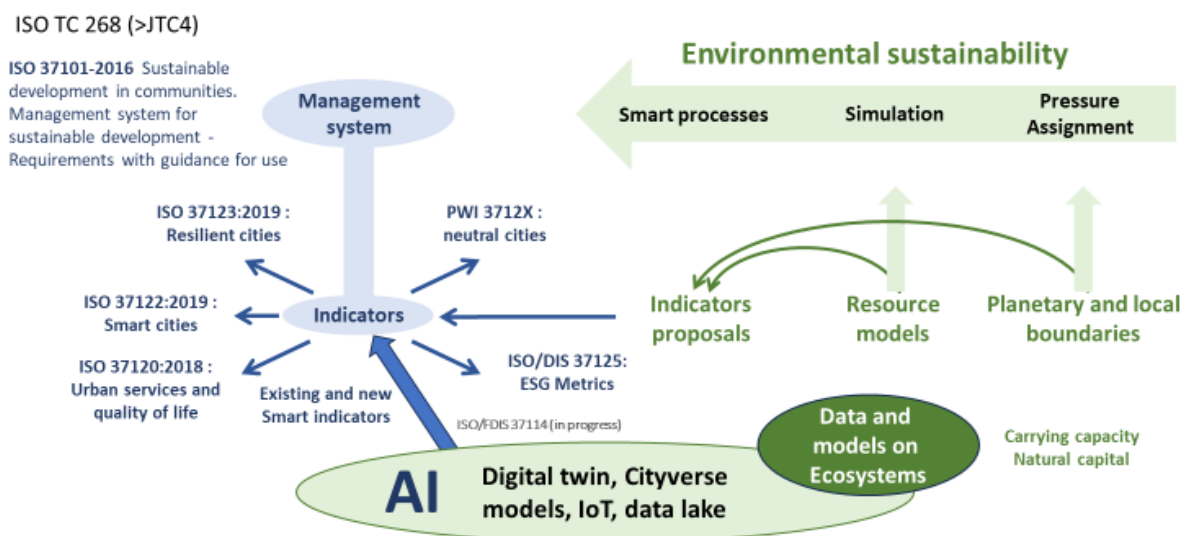 ISO TC 268 (>JTC4)
ISO 37101-2016 Sustainable
development in communities.
Management system for
sustainable development -
Requirements with guidance for use
Management
system
Environmental sustainability
Smart processes
Simulation
Pressure
Assignment
ISO 37123:2019 :
Resilient cities
PWI 3712X :
neutral cities
ISO 37122:2019 :
Smart cities
Indicators
Indicators
proposals
Resource
models
Planetary and local
boundaries
ISO 37120:2018 :
Urban services and
quality of life
Existing and new
Smart indicators
ISO/DIS 37125:
ESG Metrics
ISO/FDIS 37114 (in progress)
Data and
models on
Ecosystems
Carrying capacity
Natural capital
AI
Digital twin, Cityverse
models, IoT, data lake